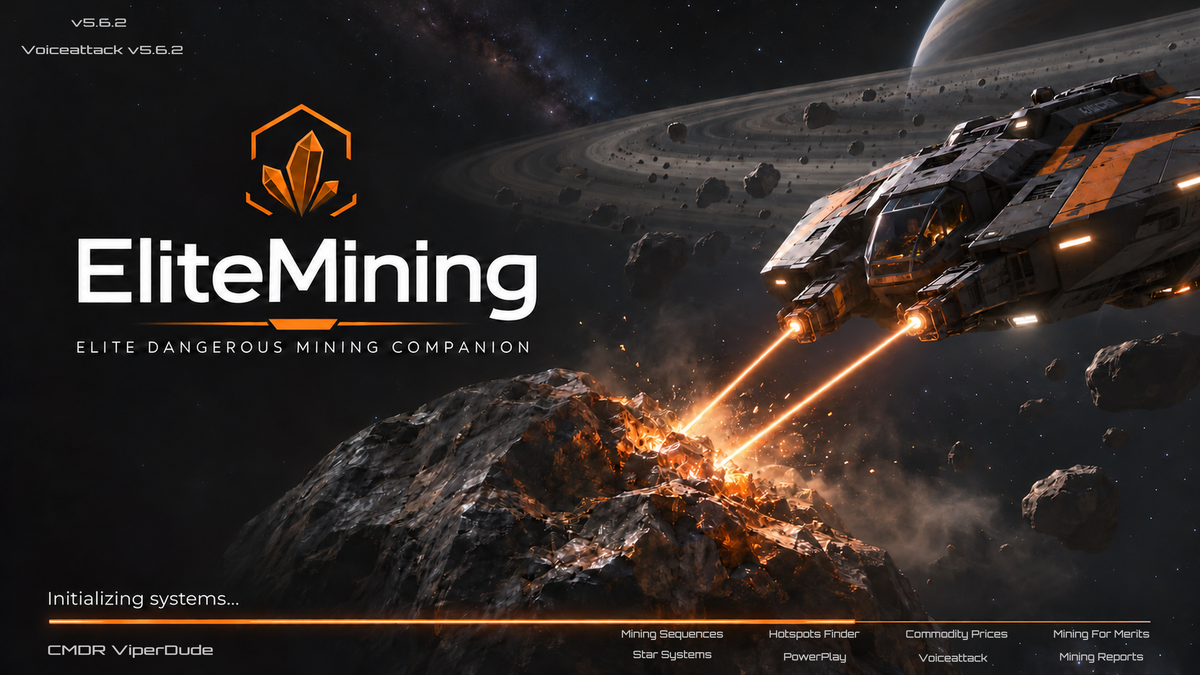 v5.6.2
Voiceattack v5.6.2
EliteMining
ELITE DANGEROUS MINING COMPANION
Initializing systems...
CMDR ViperDude
Mining Sequences
Hotspots Finder
Commodity Prices
Mining For Merits
Star Systems
PowerPlay
Voiceattack
Mining Reports